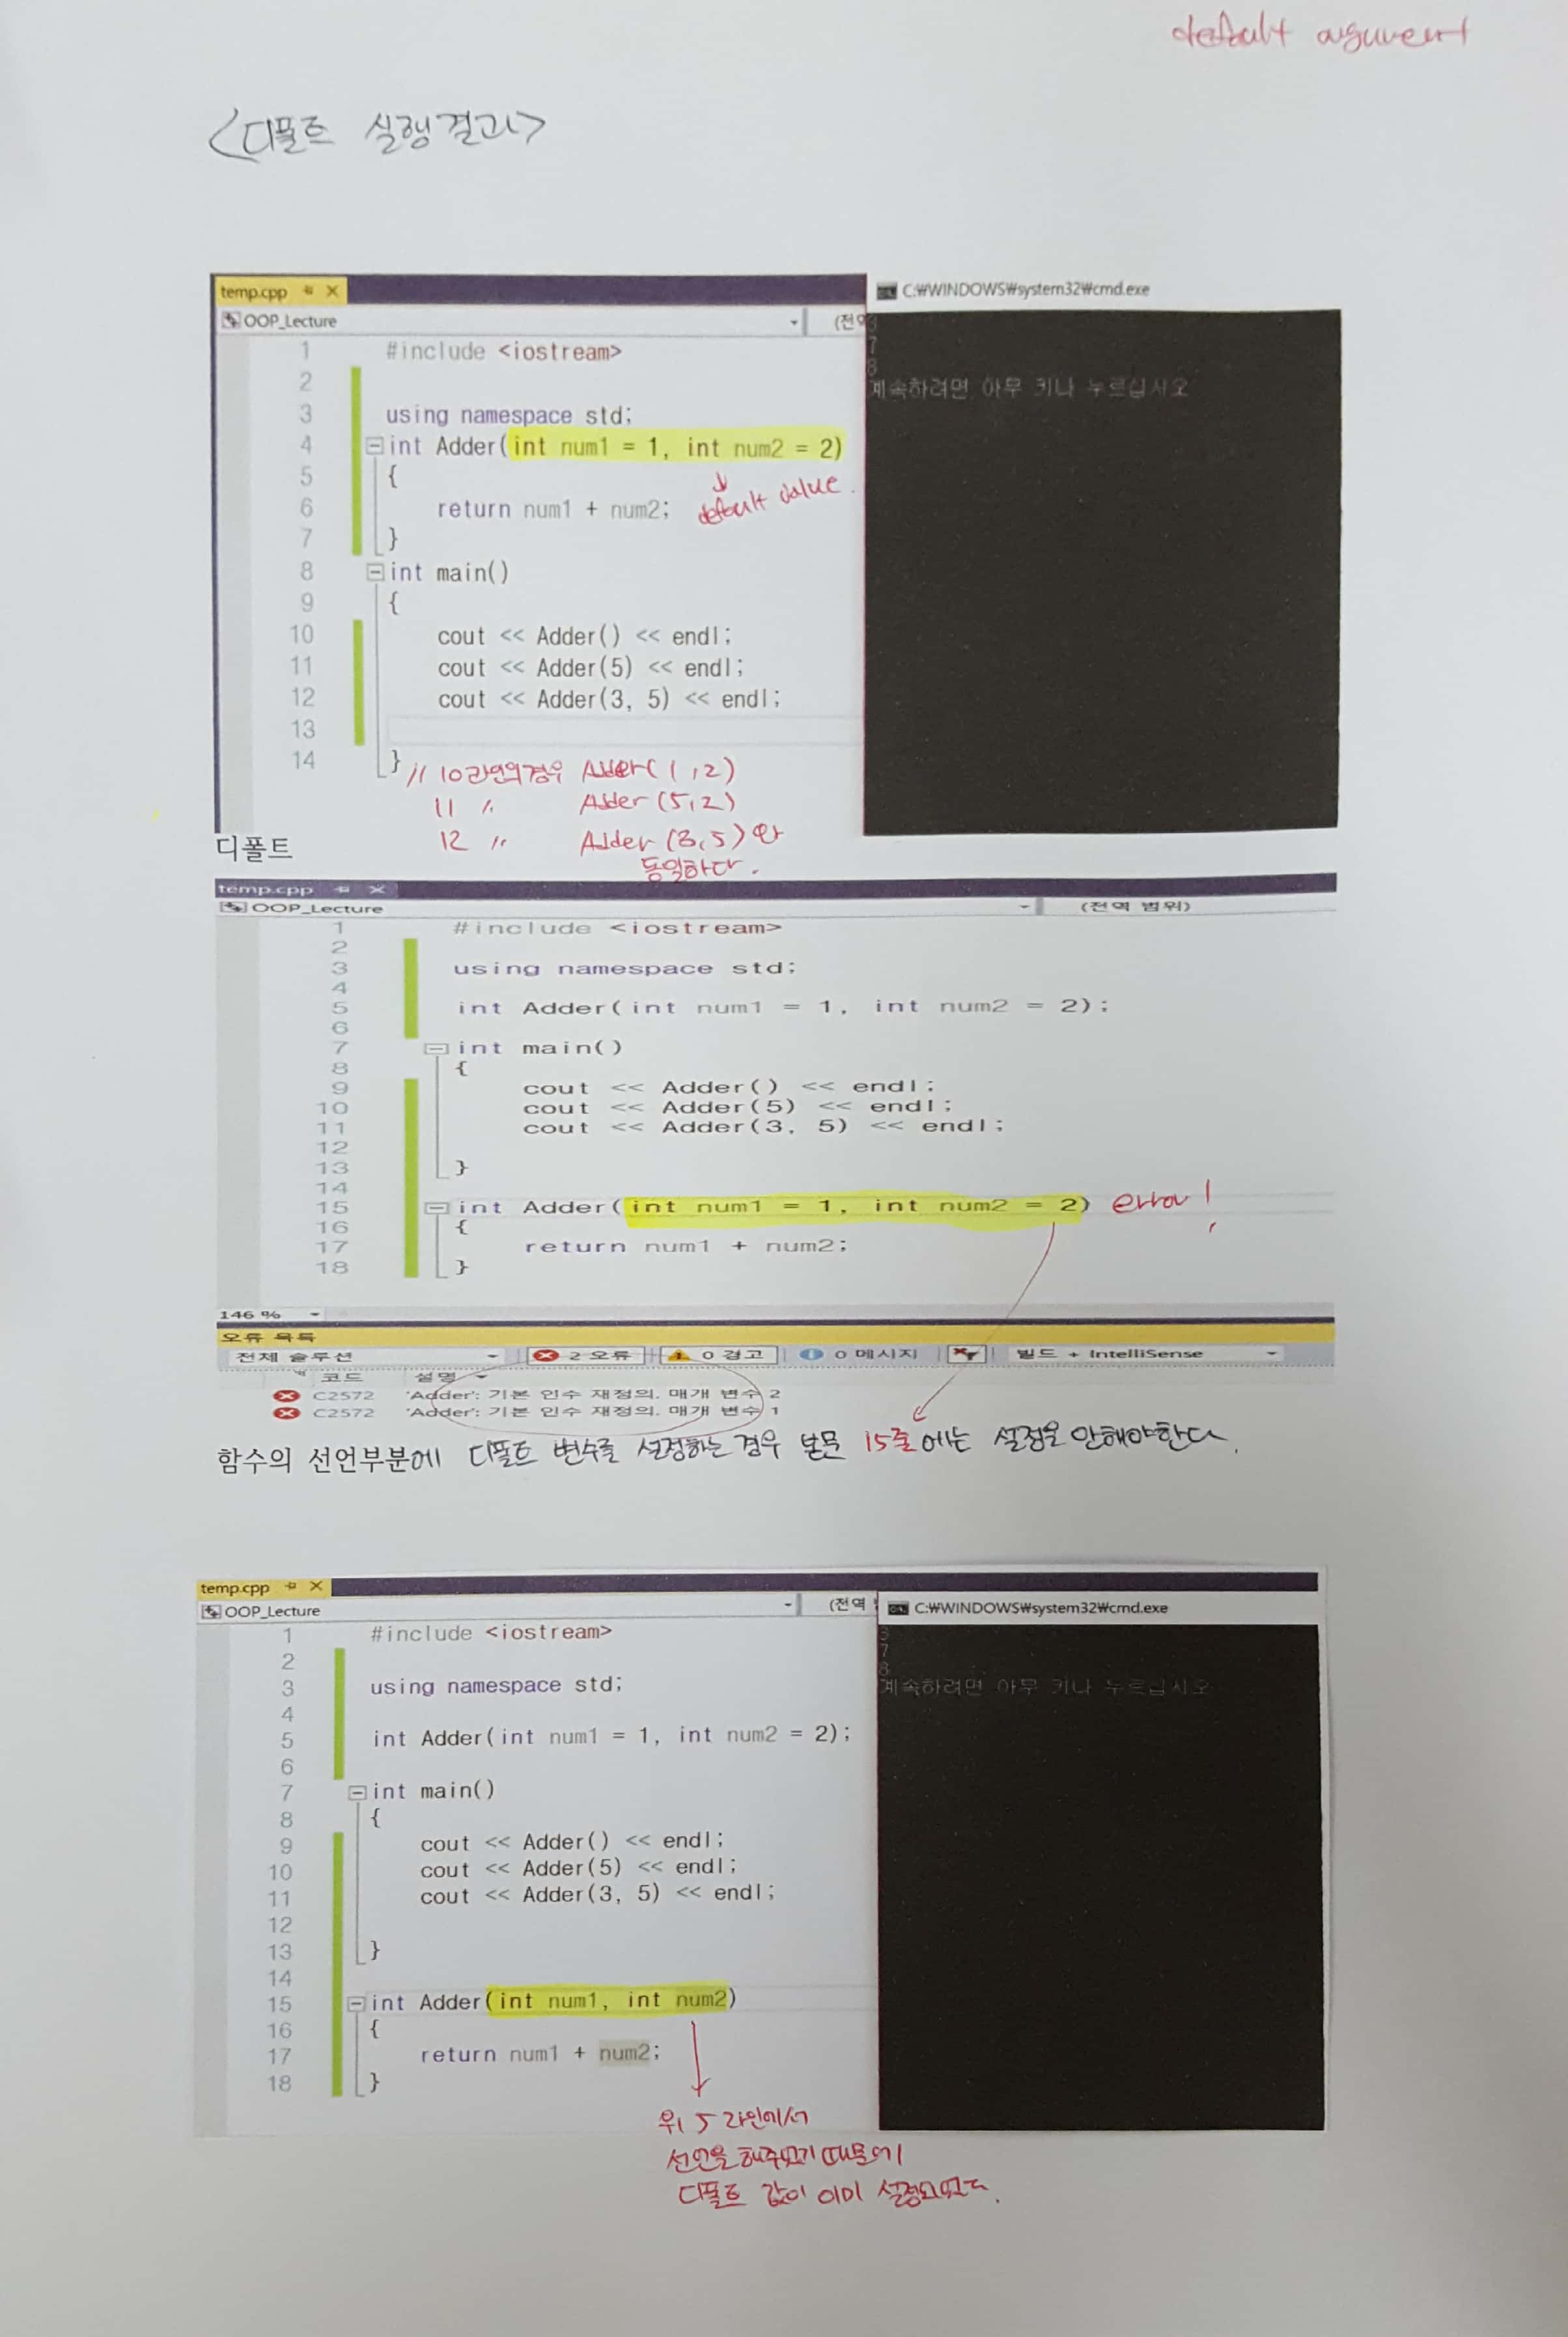 default argument
<디폴트 실행결과>
temp.cpp
C:₩WINDOWS₩system32₩cmd.exe
OOP_Lecture
(전역
1 #include <iostream>
2
3 using namespace std;
4 int Adder(int num1 = 1, int num2 = 2)
5 {
default value.
6 return num1 + num2;
7 }
8 int main()
9 {
10 cout << Adder() << endl;
11 cout << Adder(5) << endl;
12 cout << Adder(3, 5) << endl;
13
14 }
3
7
8
계속하려면 아무 키나 누르십시오
// 10라인의경우 Adder(1,2)
11 〃 Adder(5,2)
12 〃 Adder(3,5)와
동일하다.
디폴트
temp.cpp
OOP_Lecture (전역 범위)
1 #include <iostream>
2
3 using namespace std;
4
5 int Adder(int num1 = 1, int num2 = 2);
6
7 int main()
8 {
9 cout << Adder() << endl;
10 cout << Adder(5) << endl;
11 cout << Adder(3, 5) << endl;
12
13 }
14
15 int Adder(int num1 = 1, int num2 = 2) error!
16 {
17 return num1 + num2;
18 }
146 %
오류 목록
전체 솔루션 2 오류 0 경고 0 메시지 빌드 + IntelliSense
코드 설명
C2572 'Adder': 기본 인수 재정의. 매개 변수 2
C2572 'Adder': 기본 인수 재정의. 매개 변수 1
함수의 선언부분에 디폴트 변수를 설정하는 경우 본문 15줄에는 설정을 안해야한다.
temp.cpp
OOP_Lecture (전역
C:₩WINDOWS₩system32₩cmd.exe
1 #include <iostream>
2
3 using namespace std;
4
5 int Adder(int num1 = 1, int num2 = 2);
6
7 int main()
8 {
9 cout << Adder() << endl;
10 cout << Adder(5) << endl;
11 cout << Adder(3, 5) << endl;
12
13 }
14
15 int Adder(int num1, int num2)
16 {
17 return num1 + num2;
18 }
3
7
8
계속하려면 아무 키나 누르십시오
위 5 라인에서
선언을 해주었기 때문에
디폴트 값이 이미 설정되었다.